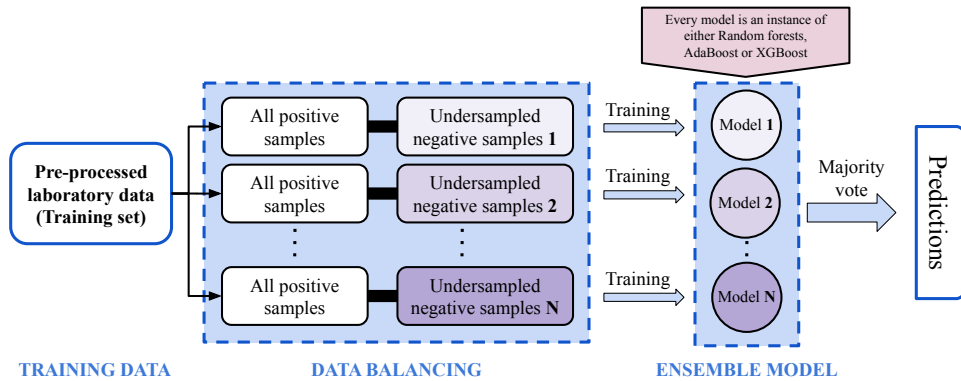 Every model is an instance of
either Random forests,
AdaBoost or XGBoost
Pre-processed
laboratory data
(Training set)
All positive
samples
Undersampled
negative samples 1
Training
Model 1
All positive
samples
Undersampled
negative samples 2
Training
Model 2
All positive
samples
Undersampled
negative samples N
Training
Model N
Majority
vote
Predictions
TRAINING DATA
DATA BALANCING
ENSEMBLE MODEL